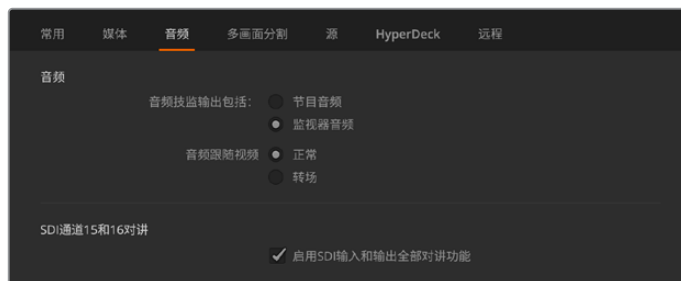 常用 媒体 音频 多画面分割 源 HyperDeck 远程
音频
音频技监输出包括： 节目音频
监视器音频
音频跟随视频 正常
转场
SDI通道15和16对讲
启用SDI输入和输出全部对讲功能